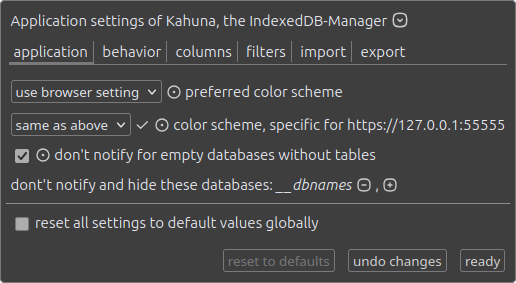 Application settings of Kahuna, the IndexedDB-Manager
application behavior columns filters import export
use browser setting preferred color scheme
same as above color scheme, specific for https://127.0.0.1:55555
don't notify for empty databases without tables
dont't notify and hide these databases: __dbnames ,
reset all settings to default values globally
reset to defaults undo changes ready